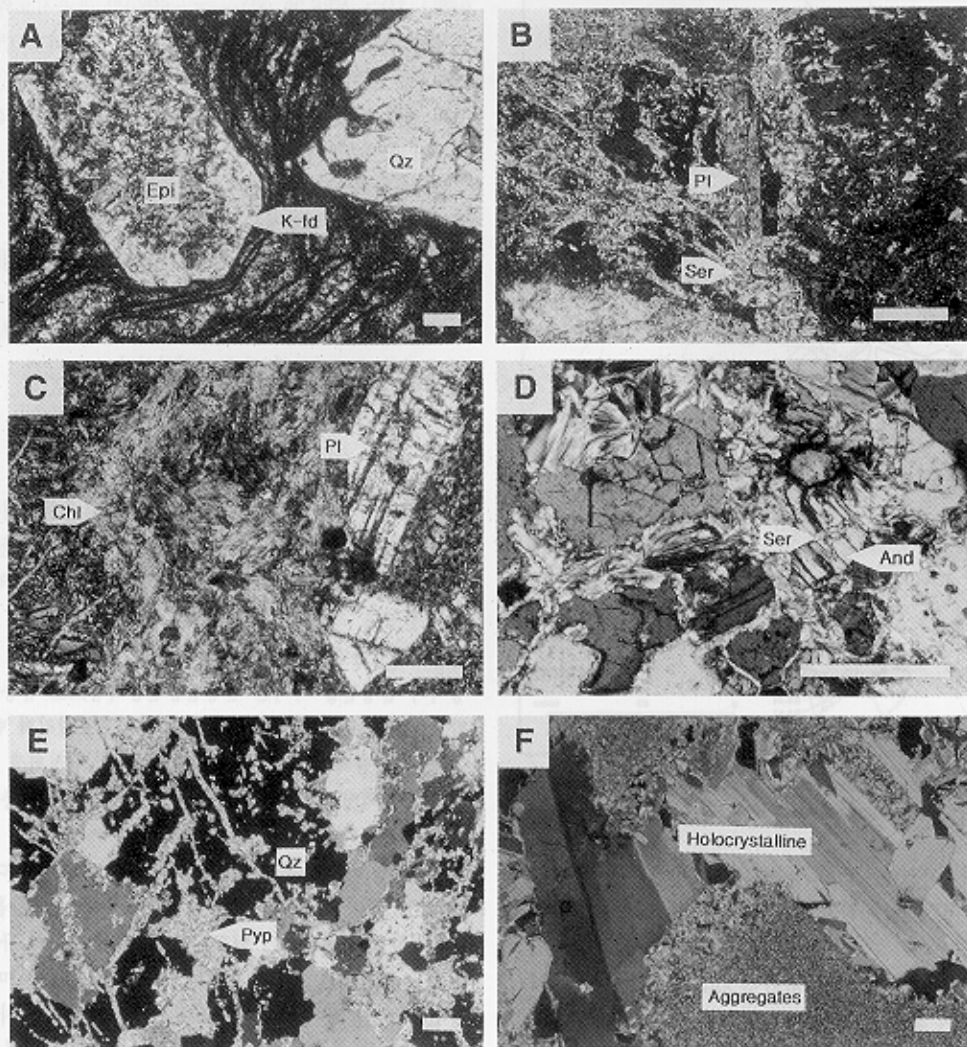 A
Epi
Qz
K-fd
B
Pl
Ser
C
Pl
Chl
D
Ser
And
E
Qz
Pyp
F
Holocrystalline
Aggregates